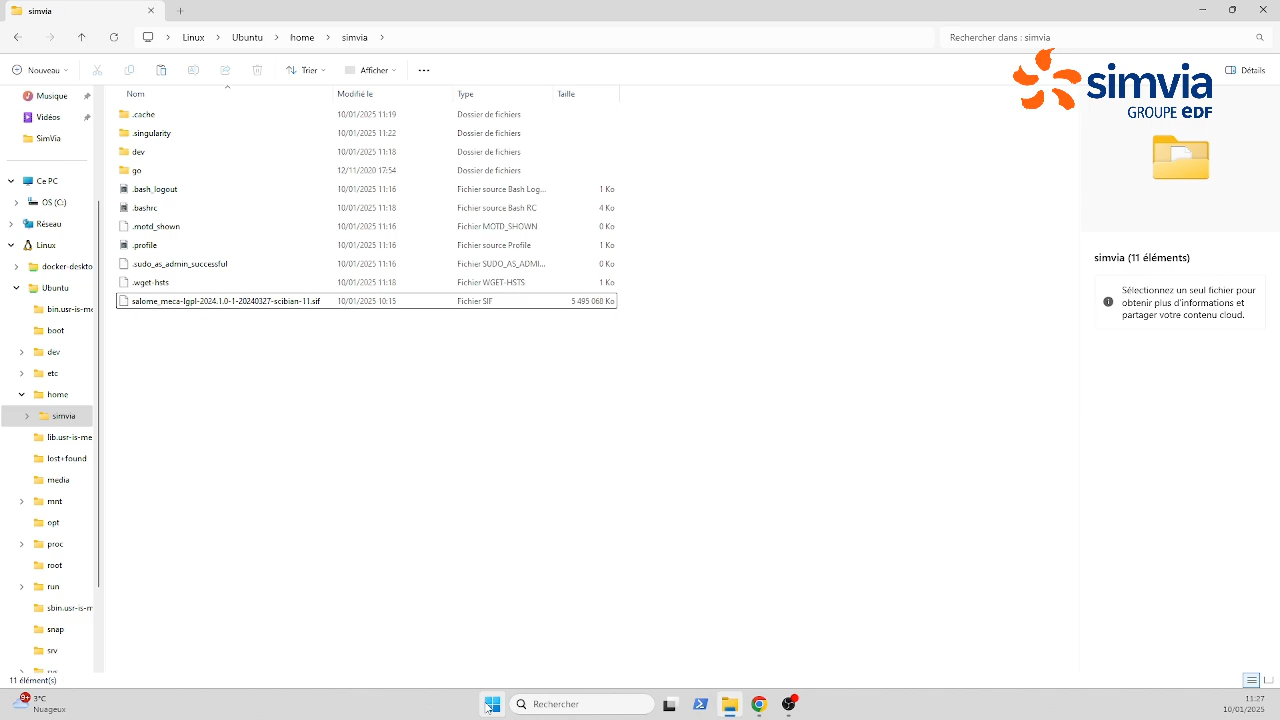 simvia
Linux > Ubuntu > home > simvia >
Rechercher dans : simvia
Nouveau
Trier
Afficher
Détails
simvia
GROUPE EDF
Nom Modifié le Type Taille
.cache 10/01/2025 11:19 Dossier de fichiers
.singularity 10/01/2025 11:22 Dossier de fichiers
dev 10/01/2025 11:18 Dossier de fichiers
go 12/11/2020 17:54 Dossier de fichiers
.bash_logout 10/01/2025 11:16 Fichier source Bash Log... 1 Ko
.bashrc 10/01/2025 11:18 Fichier source Bash RC 4 Ko
.motd_shown 10/01/2025 11:16 Fichier MOTD_SHOWN 0 Ko
.profile 10/01/2025 11:16 Fichier source Profile 1 Ko
.sudo_as_admin_successful 10/01/2025 11:16 Fichier SUDO_AS_ADMI... 0 Ko
.wget-hsts 10/01/2025 11:18 Fichier WGET-HSTS 1 Ko
salome_meca-lgpl-2024.1.0-1-20240327-scibian-11.sif 10/01/2025 10:15 Fichier SIF 5 495 068 Ko
Musique
Vidéos
SimVia
Ce PC
OS (C:)
Réseau
Linux
docker-deskto
Ubuntu
bin.usr-is-me
boot
dev
etc
home
simvia
lib.usr-is-me
lost+found
media
mnt
opt
proc
root
run
sbin.usr-is-m
snap
srv
simvia (11 éléments)
Sélectionnez un seul fichier pour
obtenir plus d'informations et
partager votre contenu cloud.
11 élément(s)
9+
3°C
Nuageux
Rechercher
11:27
10/01/2025